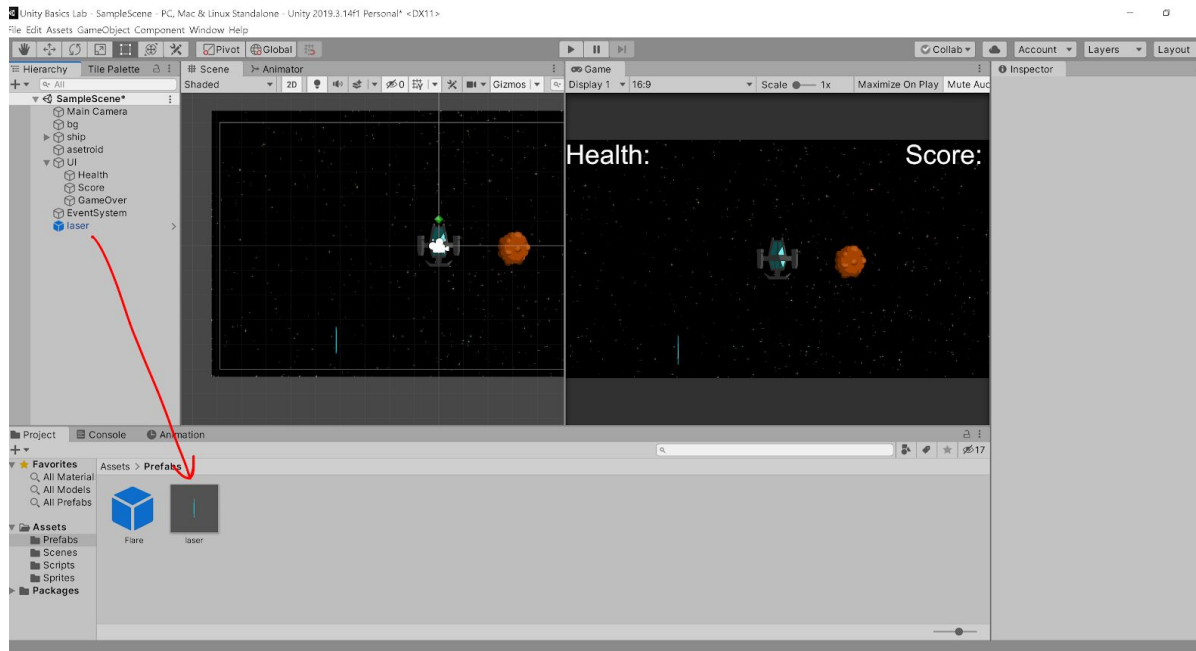 Unity Basics Lab - SampleScene - PC, Mac & Linux Standalone - Unity 2019.3.14f1 Personal* <DX11>
File Edit Assets GameObject Component Window Help
Pivot Global Collab Account Layers Layout
Hierarchy Tile Palette Scene Animator Game Inspector
All Shaded 2D 0 Gizmos Display 1 16:9 Scale 1x Maximize On Play Mute Aud
SampleScene*
Main Camera
bg
ship
asetroid
UI
Health
Score
GameOver
EventSystem
laser
Health: Score:
Project Console Animation
17
Favorites
All Material
All Models
All Prefabs
Assets
Prefabs
Scenes
Scripts
Sprites
Packages
Assets > Prefabs
Flare laser